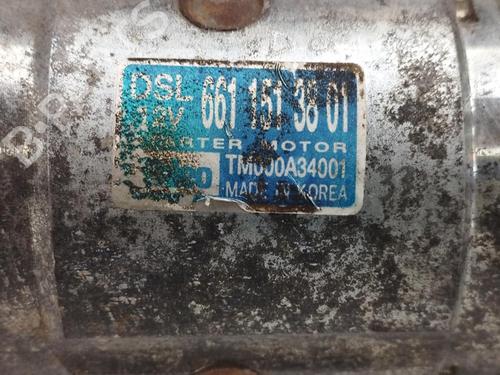 DSL 661 151 38 01
12V
STARTER MOTOR
TM000A34001
MADE IN KOREA